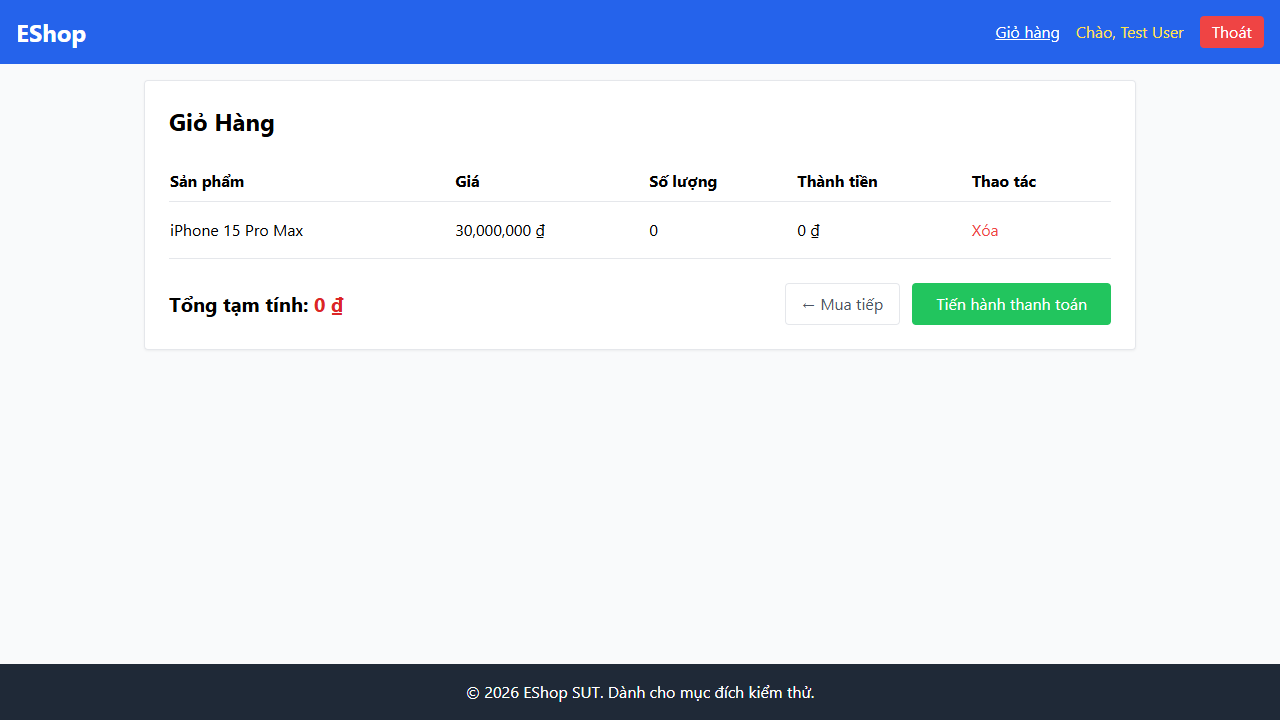 EShop
Giỏ hàng Chào, Test User Thoát
Giỏ Hàng
Sản phẩm Giá Số lượng Thành tiền Thao tác
iPhone 15 Pro Max 30,000,000 ₫ 0 0 ₫ Xóa
Tổng tạm tính: 0 ₫ ← Mua tiếp Tiến hành thanh toán
© 2026 EShop SUT. Dành cho mục đích kiểm thử.